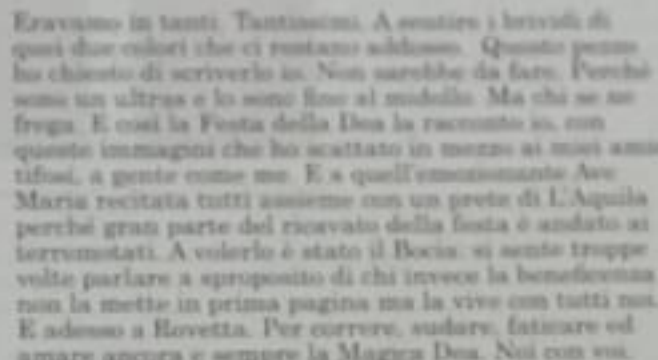 Eravamo in tanti. Tantissimi. A sentire i brividi di
quei due colori che ci restano addosso. Questo pezzo
ho chiesto di scriverlo io. Non sarebbe da fare. Perché
sono un ultras e lo sono fino al midollo. Ma chi se ne
frega. E così la Festa della Dea la racconto io, con
queste immagini che ho scattato in mezzo ai miei amici
tifosi, a gente come me. E a quell'emozionante Ave
Maria recitata tutti assieme con un prete di L'Aquila
perché gran parte del ricavato della festa è andato ai
terremotati. A volerlo è stato il Bocia: si sente troppe
volte parlare a sproposito di chi invece la beneficenza
non la mette in prima pagina ma la vive con tutti noi.
E adesso a Rovetta. Per correre, sudare, faticare ed
amare ancora e sempre la Magica Dea. Noi con voi.